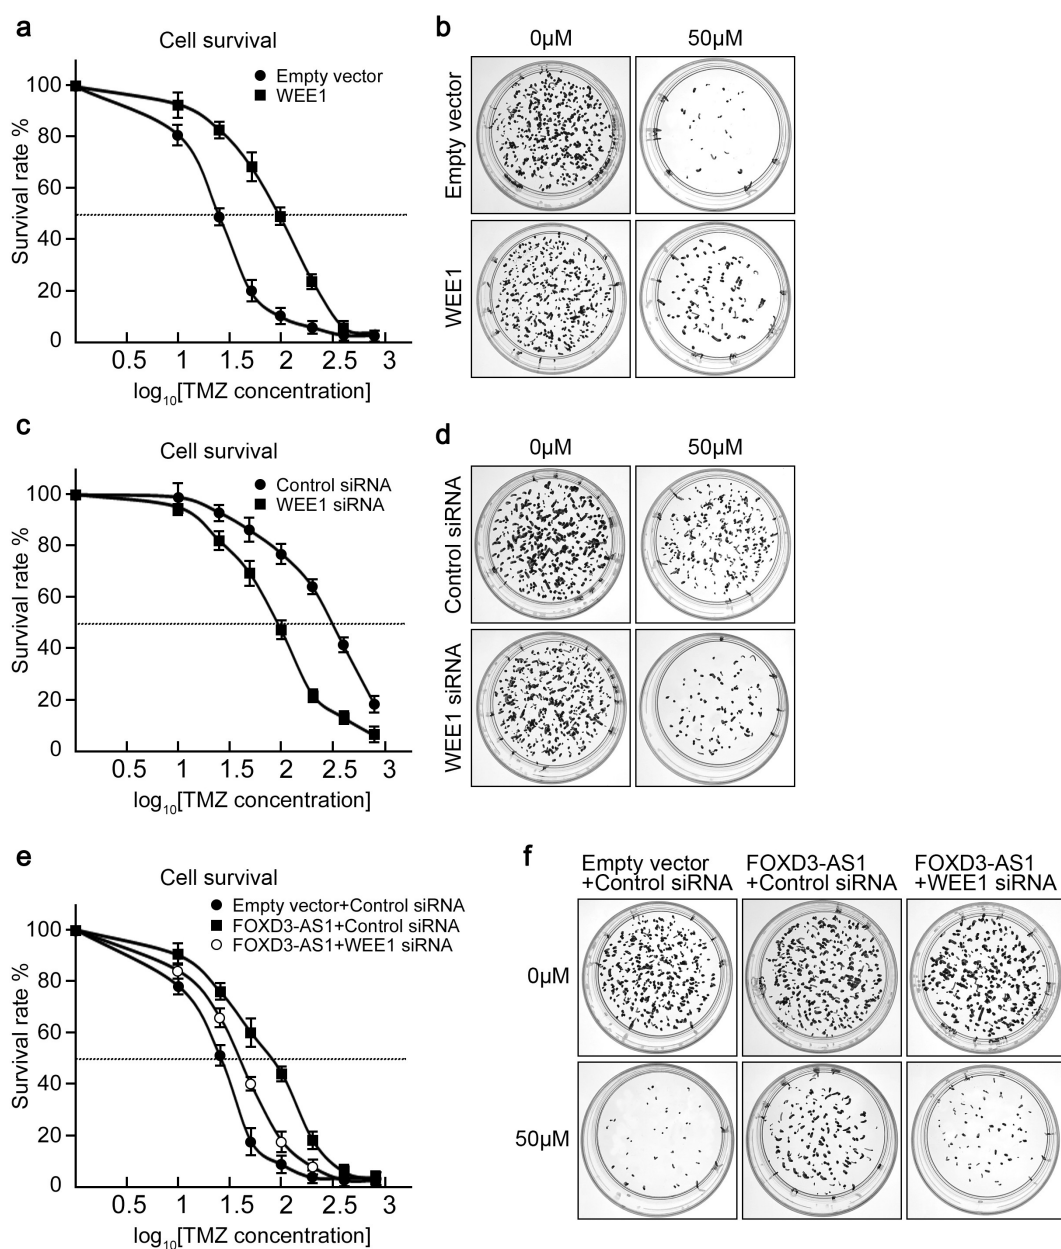 a
Cell survival
Empty vector
WEE1
Survival rate %
100
80
60
40
20
0
0.5 1 1.5 2 2.5 3
log10[TMZ concentration]
b
0µM 50µM
Empty vector
WEE1
c
Cell survival
Control siRNA
WEE1 siRNA
Survival rate %
100
80
60
40
20
0
0.5 1 1.5 2 2.5 3
log10[TMZ concentration]
d
0µM 50µM
Control siRNA
WEE1 siRNA
e
Cell survival
Empty vector+Control siRNA
FOXD3-AS1+Control siRNA
FOXD3-AS1+WEE1 siRNA
Survival rate %
100
80
60
40
20
0
0.5 1 1.5 2 2.5 3
log10[TMZ concentration]
f
Empty vector
+Control siRNA
FOXD3-AS1
+Control siRNA
FOXD3-AS1
+WEE1 siRNA
0µM
50µM